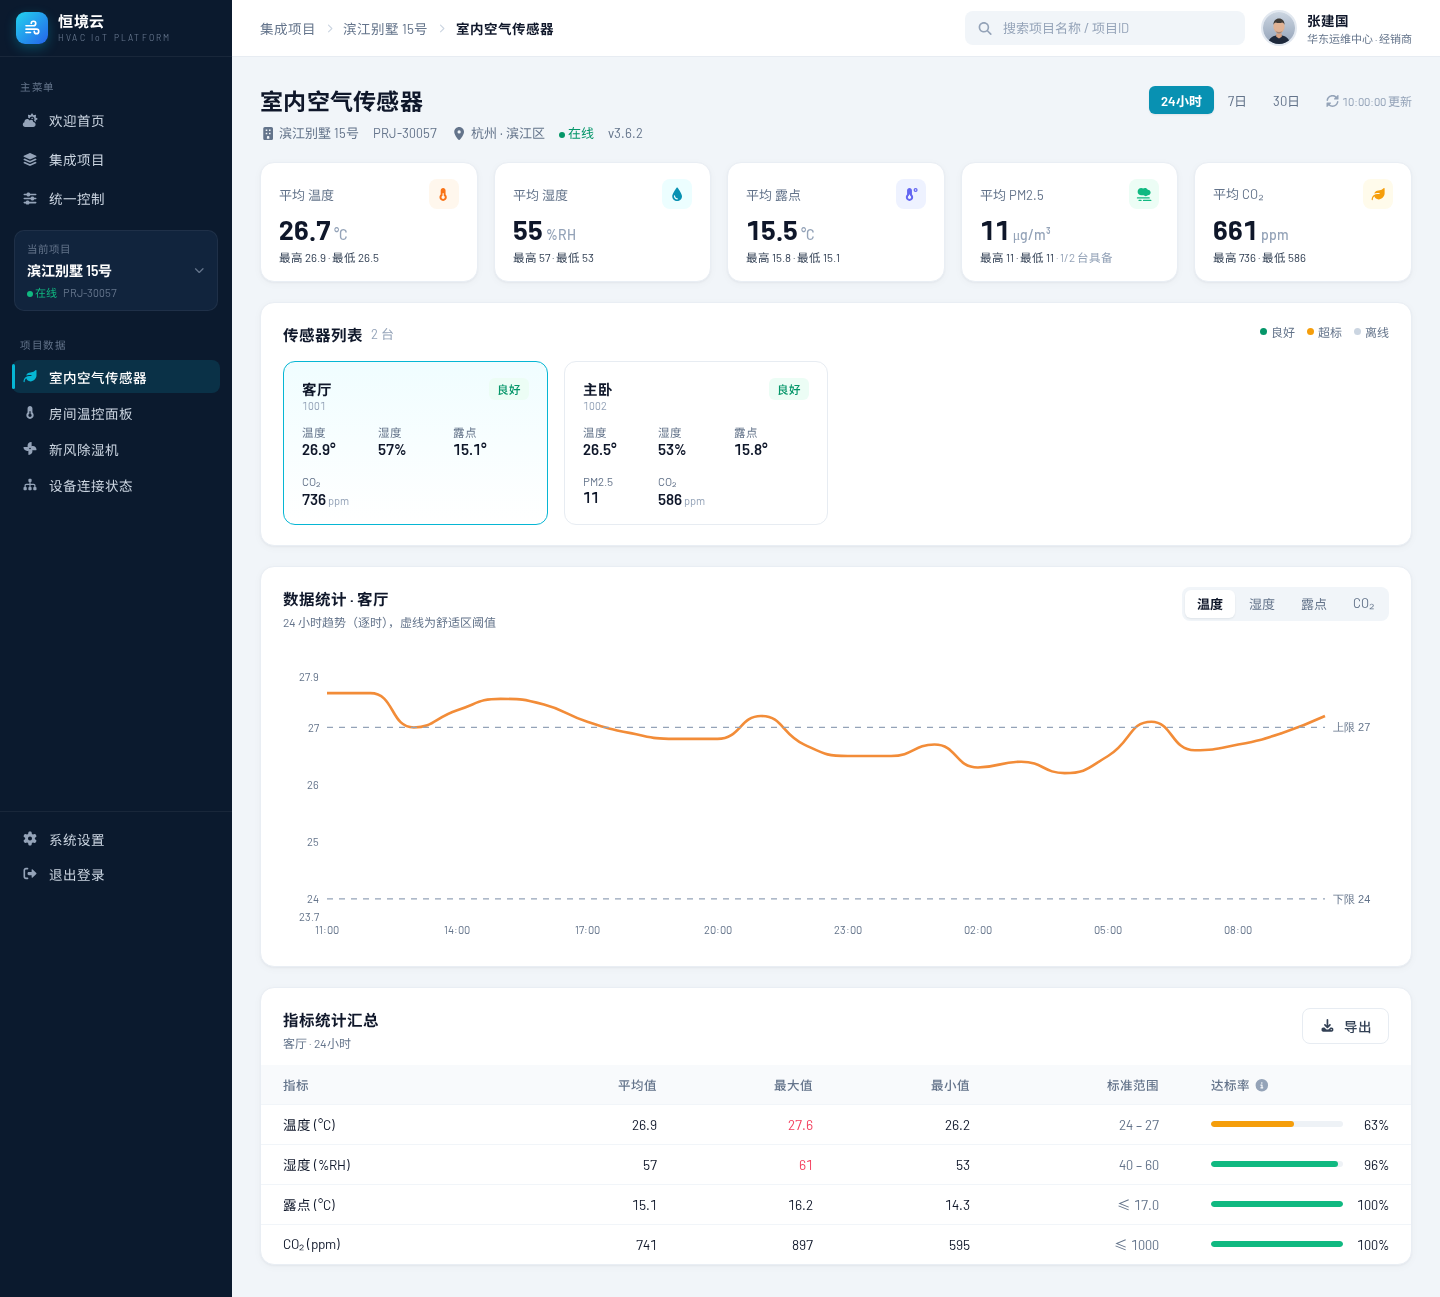 恒境云
HVAC IoT PLATFORM
主菜单
欢迎首页
集成项目
统一控制
当前项目
滨江别墅 15号
在线 PRJ-30057
项目数据
室内空气传感器
房间温控面板
新风除湿机
设备连接状态
系统设置
退出登录
集成项目 > 滨江别墅 15号 > 室内空气传感器
搜索项目名称 / 项目ID
张建国
华东运维中心 · 经销商
室内空气传感器
24小时 7日 30日 10:00:00 更新
滨江别墅 15号 PRJ-30057 杭州 · 滨江区 在线 v3.6.2
平均 温度
26.7 °C
最高 26.9 · 最低 26.5
平均 湿度
55 %RH
最高 57 · 最低 53
平均 露点
15.5 °C
最高 15.8 · 最低 15.1
平均 PM2.5
11 μg/m³
最高 11 · 最低 11 · 1/2 台具备
平均 CO₂
661 ppm
最高 736 · 最低 586
传感器列表 2 台
良好 超标 离线
客厅 良好
1001
温度 湿度 露点
26.9° 57% 15.1°
CO₂
736 ppm
主卧 良好
1002
温度 湿度 露点
26.5° 53% 15.8°
PM2.5 CO₂
11 586 ppm
数据统计 · 客厅
24 小时趋势（逐时），虚线为舒适区阈值
温度 湿度 露点 CO₂
27.9
27 上限 27
26
25
24 下限 24
23.7
11:00 14:00 17:00 20:00 23:00 02:00 05:00 08:00
指标统计汇总
客厅 · 24小时
导出
指标 平均值 最大值 最小值 标准范围 达标率
温度 (°C) 26.9 27.6 26.2 24 – 27 63%
湿度 (%RH) 57 61 53 40 – 60 96%
露点 (°C) 15.1 16.2 14.3 ≤ 17.0 100%
CO₂ (ppm) 741 897 595 ≤ 1000 100%